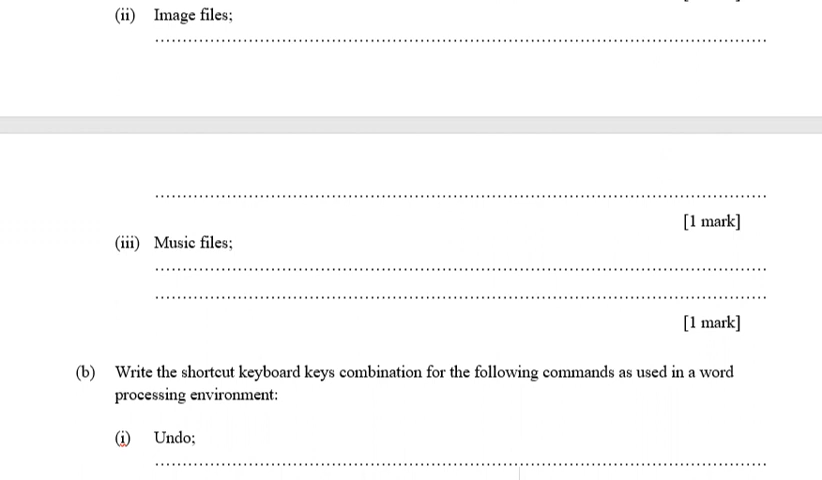 (ii) Image files;
................................................................................
................................................................................
[1 mark]
(iii) Music files;
................................................................................
................................................................................
[1 mark]
(b) Write the shortcut keyboard keys combination for the following commands as used in a word
processing environment:
(i) Undo;
................................................................................